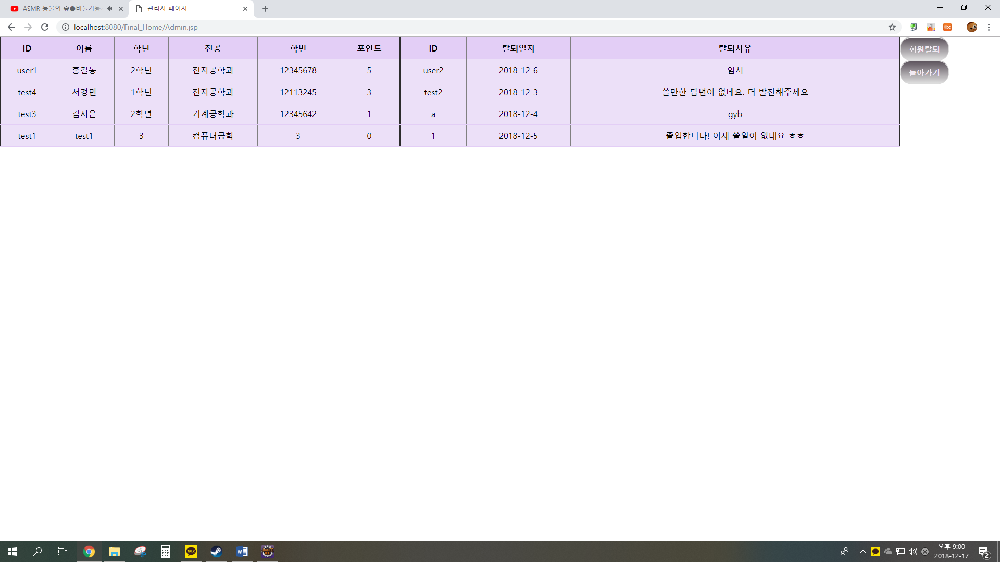 ASMR 동물의 숲●비둘기둥
관리자 페이지
localhost:8080/Final_Home/Admin.jsp
ID 이름 학년 전공 학번 포인트 ID 탈퇴일자 탈퇴사유 회원탈퇴
user1 홍길동 2학년 전자공학과 12345678 5 user2 2018-12-6 임시 돌아가기
test4 서경민 1학년 전자공학과 12113245 3 test2 2018-12-3 쓸만한 답변이 없네요. 더 발전해주세요
test3 김지은 2학년 기계공학과 12345642 1 a 2018-12-4 gyb
test1 test1 3 컴퓨터공학 3 0 1 2018-12-5 졸업합니다! 이제 쓸일이 없네요 ㅎㅎ
EX
TALK
오후 9:00
2018-12-17
2